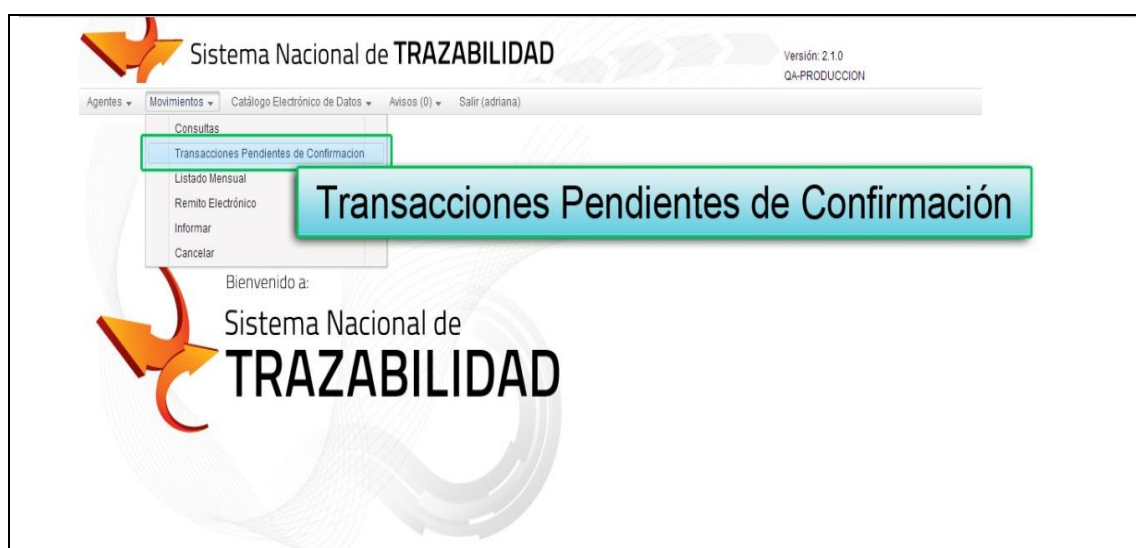 Sistema Nacional de TRAZABILIDAD
Versión: 2.1.0
QA-PRODUCCION
Agentes Movimientos Catálogo Electrónico de Datos Avisos (0) Salir (adriana)
Consultas
Transacciones Pendientes de Confirmacion
Listado Mensual
Remito Electrónico
Informar
Cancelar
Transacciones Pendientes de Confirmación
Bienvenido a:
Sistema Nacional de
TRAZABILIDAD